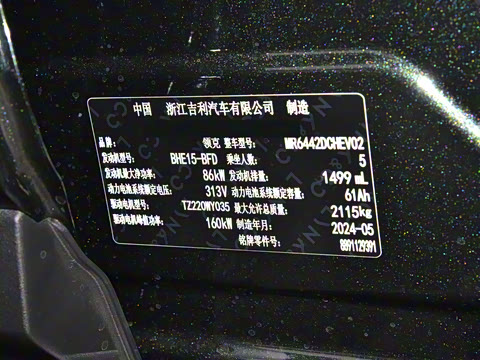 中国 浙江吉利汽车有限公司 制造
品牌: 领克 整车型号: MR6442DCHEV02
发动机型号: BHE15-BFD 乘坐人数: 5
发动机最大净功率: 86kW 发动机排量: 1499 mL
动力电池系统额定电压: 313V 动力电池系统额定容量: 61Ah
驱动电机型号: TZ220WY035 最大允许总质量: 2115kg
驱动电机峰值功率: 160kW 制造年月: 2024-05
铭牌零件号: 8891129391